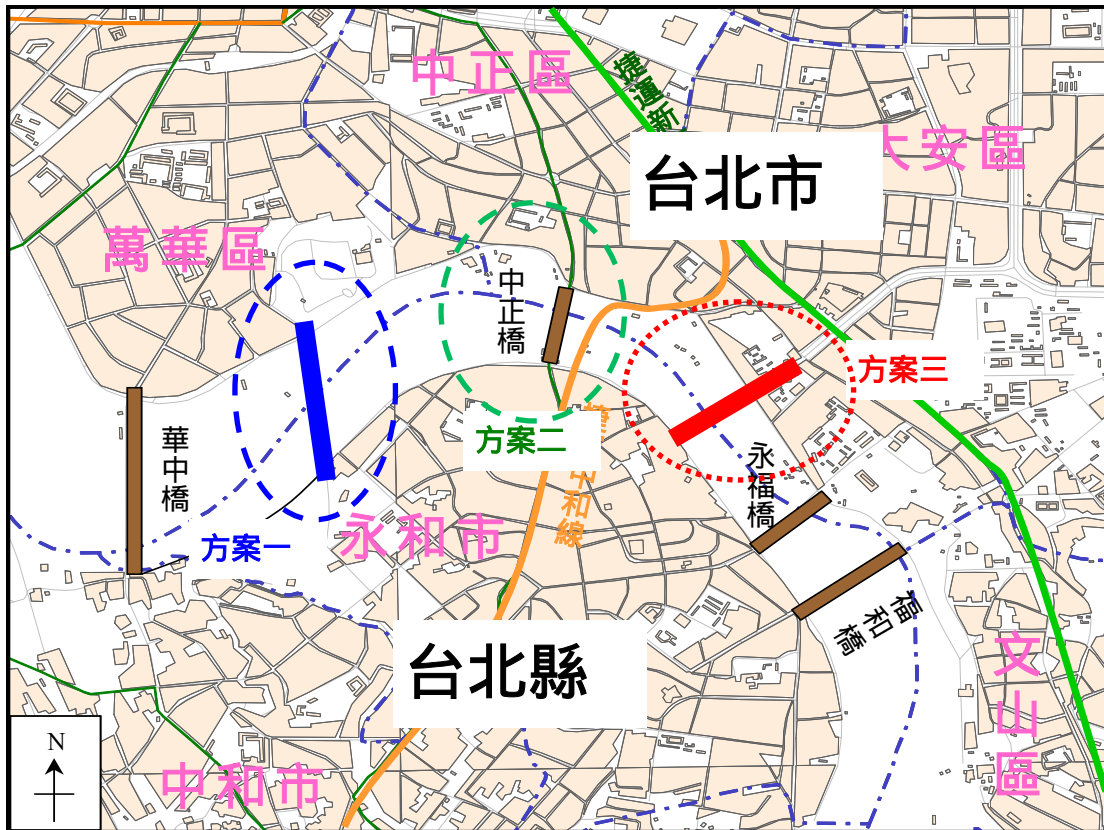 中正區
捷運新
台北市
大安區
萬華區
中正橋
方案三
華中橋
方案二
中和線
永福橋
永和市
方案一
福和橋
台北縣
文山區
中和市
N